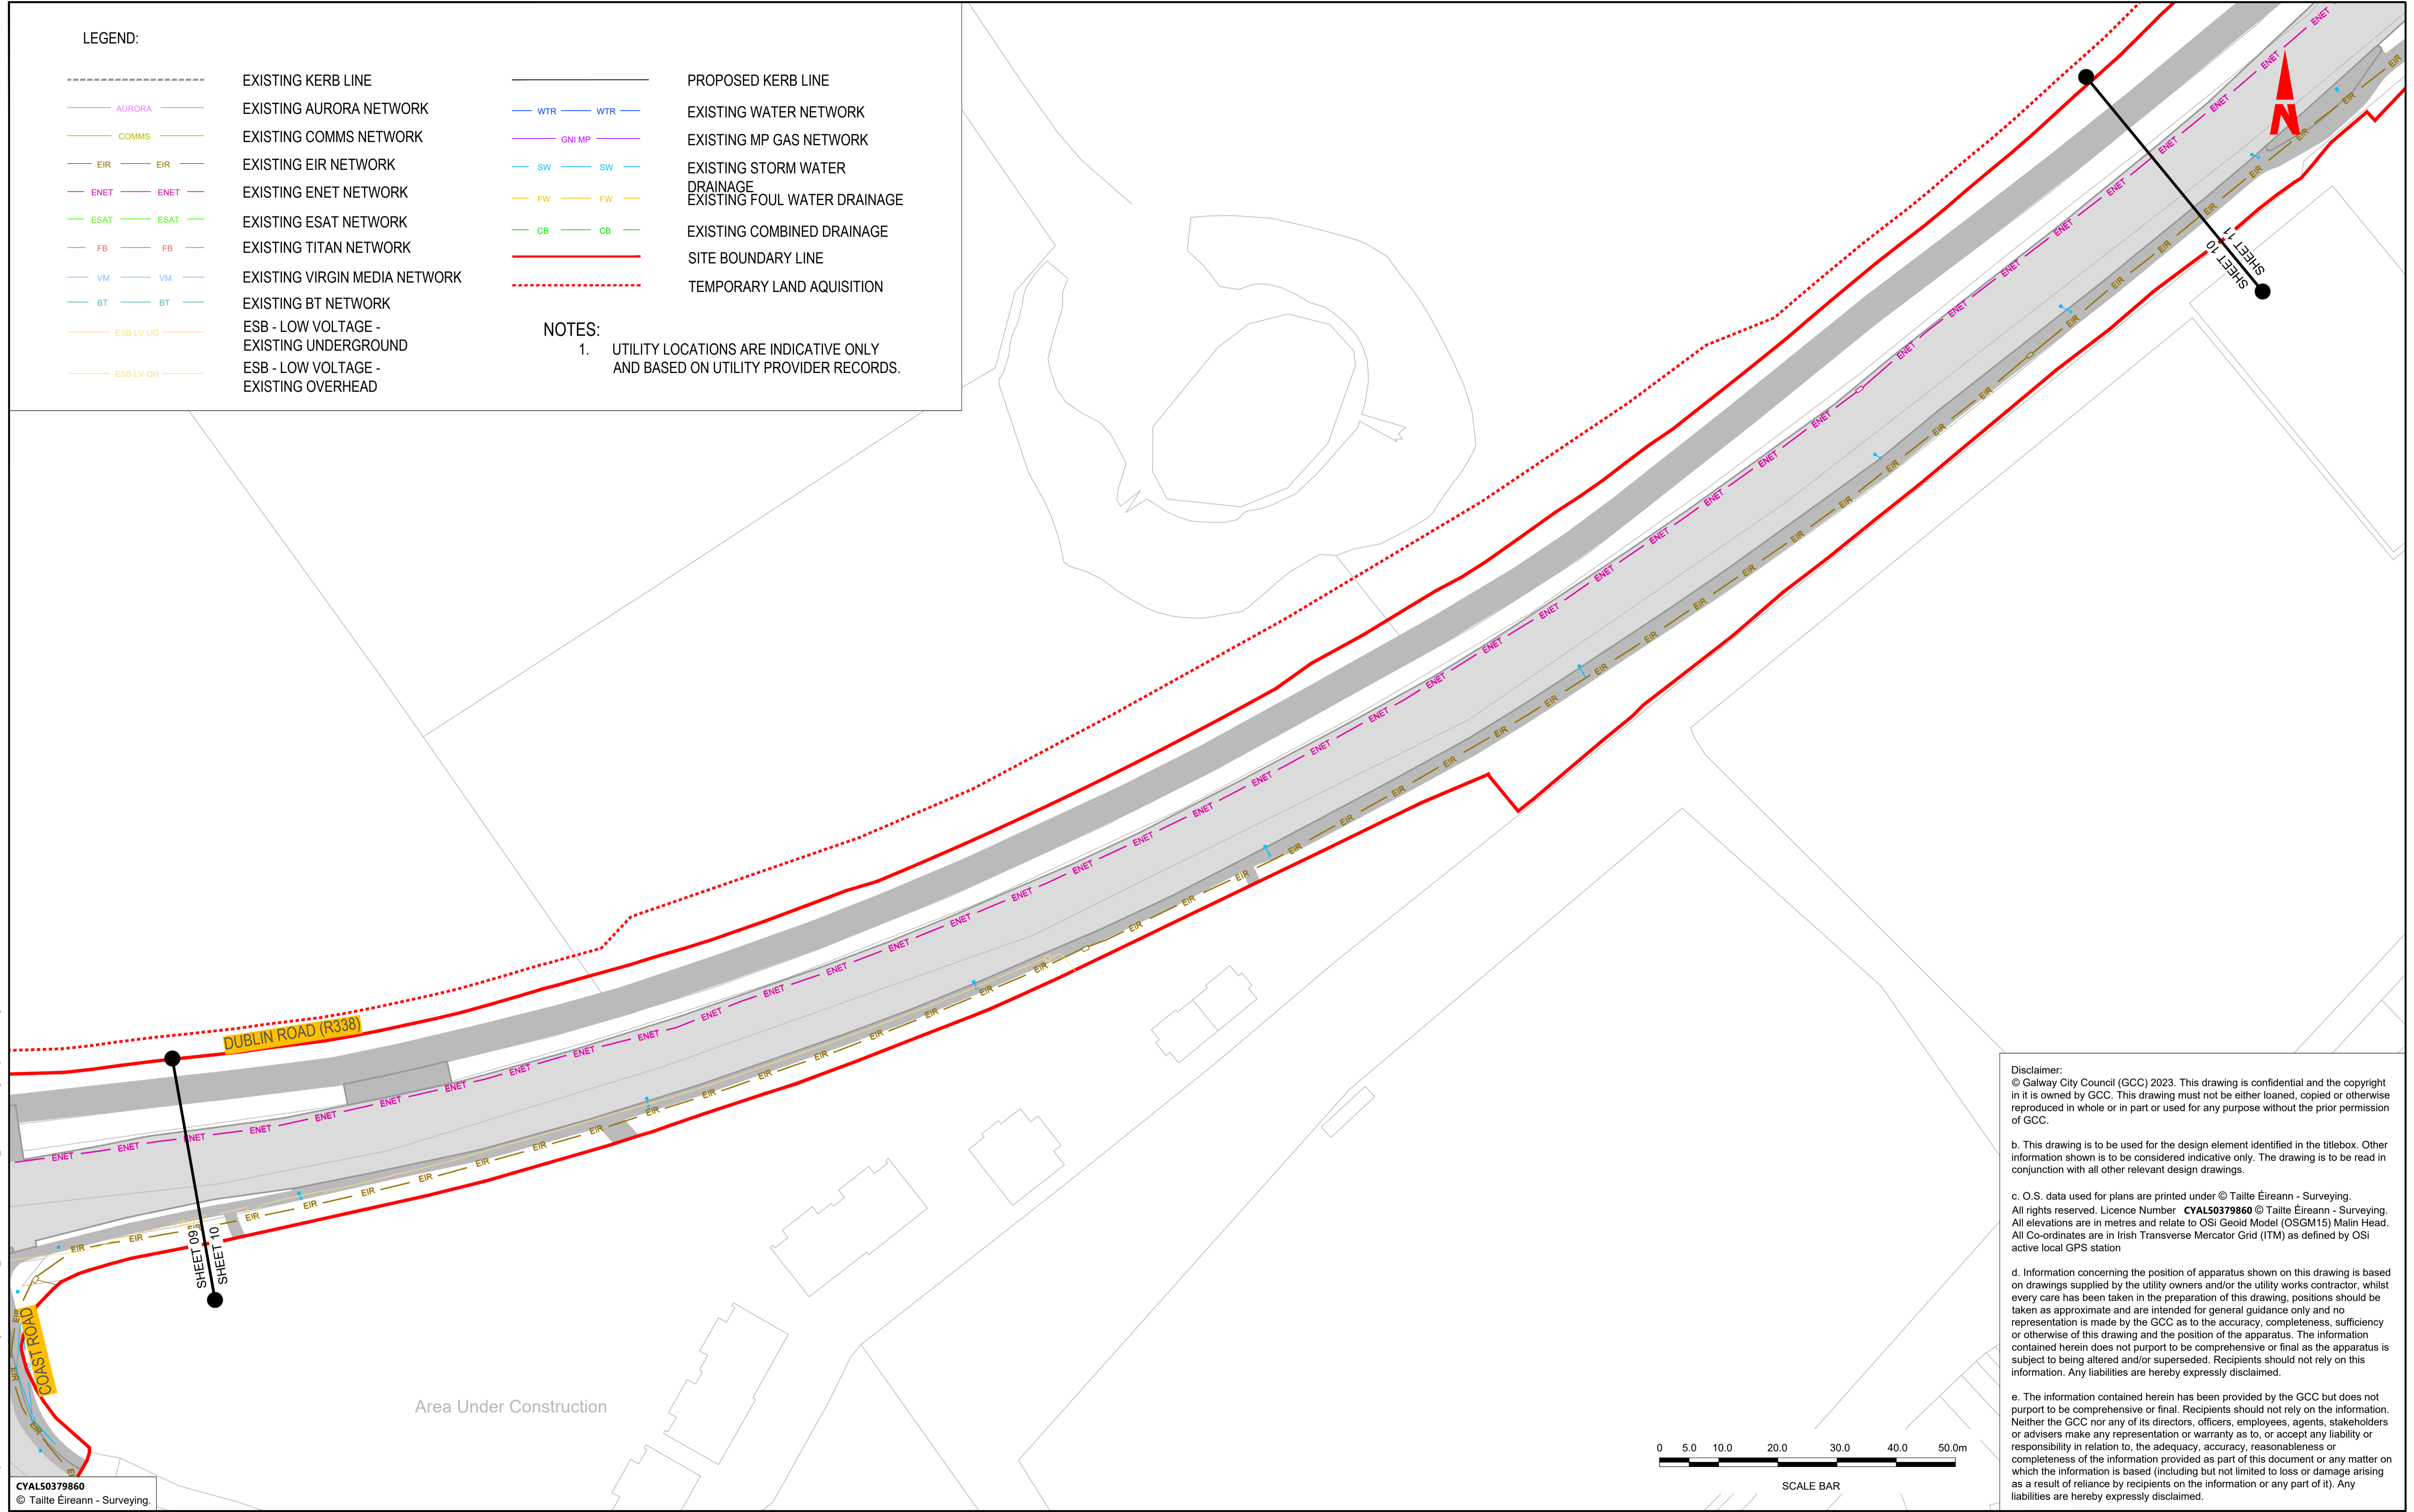 LEGEND:
EXISTING KERB LINE
AURORA EXISTING AURORA NETWORK
COMMS EXISTING COMMS NETWORK
EIR EIR EXISTING EIR NETWORK
ENET ENET EXISTING ENET NETWORK
ESAT ESAT EXISTING ESAT NETWORK
FB FB EXISTING TITAN NETWORK
VM VM EXISTING VIRGIN MEDIA NETWORK
BT BT EXISTING BT NETWORK
ESB LV UG ESB - LOW VOLTAGE -
EXISTING UNDERGROUND
ESB LV OH ESB - LOW VOLTAGE -
EXISTING OVERHEAD
PROPOSED KERB LINE
WTR WTR EXISTING WATER NETWORK
GNI MP EXISTING MP GAS NETWORK
SW SW EXISTING STORM WATER
DRAINAGE
FW FW EXISTING FOUL WATER DRAINAGE
CB CB EXISTING COMBINED DRAINAGE
SITE BOUNDARY LINE
TEMPORARY LAND AQUISITION
NOTES:
1. UTILITY LOCATIONS ARE INDICATIVE ONLY
AND BASED ON UTILITY PROVIDER RECORDS.
N
SHEET 11
SHEET 10
DUBLIN ROAD (R338)
SHEET 09
SHEET 10
COAST ROAD
Area Under Construction
CYAL50379860
© Tailte Éireann - Surveying.
0 5.0 10.0 20.0 30.0 40.0 50.0m
SCALE BAR
Disclaimer:
© Galway City Council (GCC) 2023. This drawing is confidential and the copyright
in it is owned by GCC. This drawing must not be either loaned, copied or otherwise
reproduced in whole or in part or used for any purpose without the prior permission
of GCC.
b. This drawing is to be used for the design element identified in the titlebox. Other
information shown is to be considered indicative only. The drawing is to be read in
conjunction with all other relevant design drawings.
c. O.S. data used for plans are printed under © Tailte Éireann - Surveying.
All rights reserved. Licence Number CYAL50379860 © Tailte Éireann - Surveying.
All elevations are in metres and relate to OSi Geoid Model (OSGM15) Malin Head.
All Co-ordinates are in Irish Transverse Mercator Grid (ITM) as defined by OSi
active local GPS station
d. Information concerning the position of apparatus shown on this drawing is based
on drawings supplied by the utility owners and/or the utility works contractor, whilst
every care has been taken in the preparation of this drawing, positions should be
taken as approximate and are intended for general guidance only and no
representation is made by the GCC as to the accuracy, completeness, sufficiency
or otherwise of this drawing and the position of the apparatus. The information
contained herein does not purport to be comprehensive or final as the apparatus is
subject to being altered and/or superseded. Recipients should not rely on this
information. Any liabilities are hereby expressly disclaimed.
e. The information contained herein has been provided by the GCC but does not
purport to be comprehensive or final. Recipients should not rely on the information.
Neither the GCC nor any of its directors, officers, employees, agents, stakeholders
or advisers make any representation or warranty as to, or accept any liability or
responsibility in relation to, the adequacy, accuracy, reasonableness or
completeness of the information provided as part of this document or any matter on
which the information is based (including but not limited to loss or damage arising
as a result of reliance by recipients on the information or any part of it). Any
liabilities are hereby expressly disclaimed.